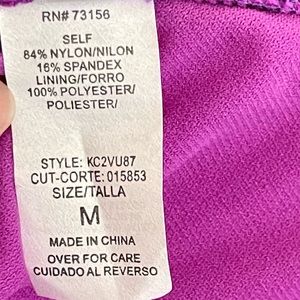 RN# 73156
SELF
84% NYLON/NILON
16% SPANDEX
LINING/FORRO
100% POLYESTER/
POLIESTER/
STYLE: KC2VU87
CUT-CORTE: 015853
SIZE/TALLA
M
MADE IN CHINA
OVER FOR CARE
CUIDADO AL REVERSO